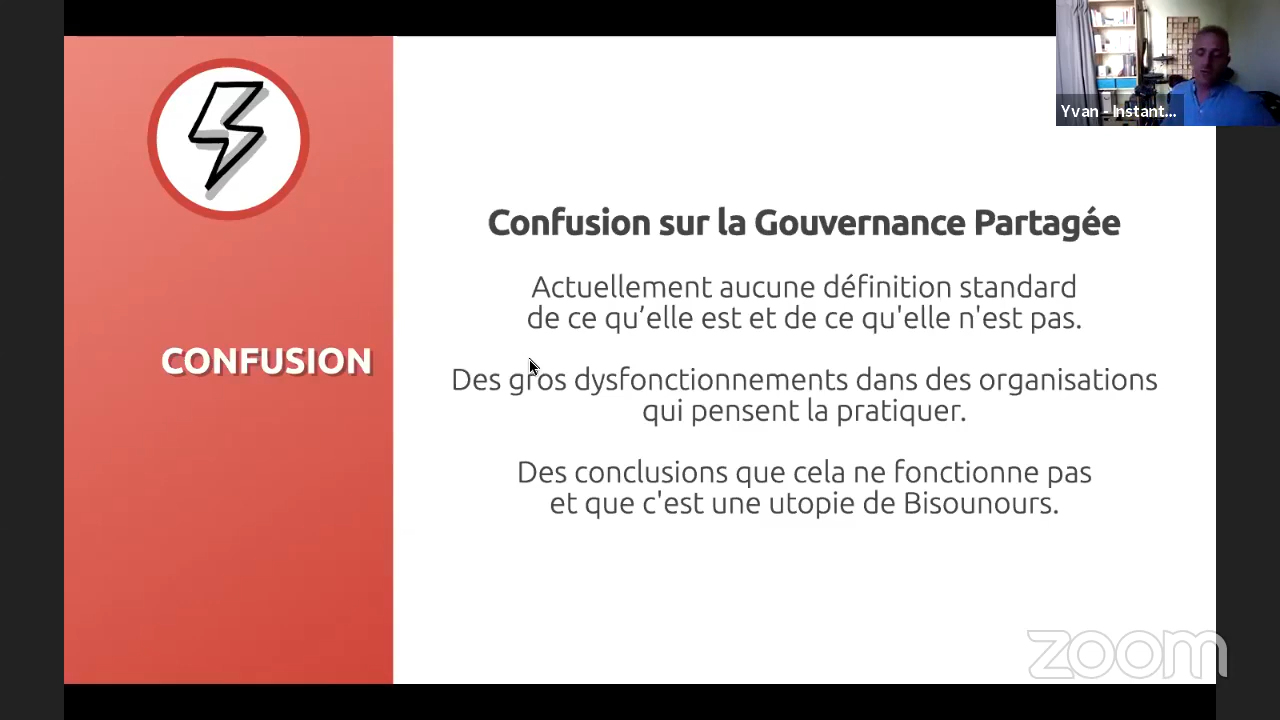 Yvan - Instant...
CONFUSION
Confusion sur la Gouvernance Partagée
Actuellement aucune définition standard
de ce qu’elle est et de ce qu'elle n'est pas.
Des gros dysfonctionnements dans des organisations
qui pensent la pratiquer.
Des conclusions que cela ne fonctionne pas
et que c'est une utopie de Bisounours.
zoom